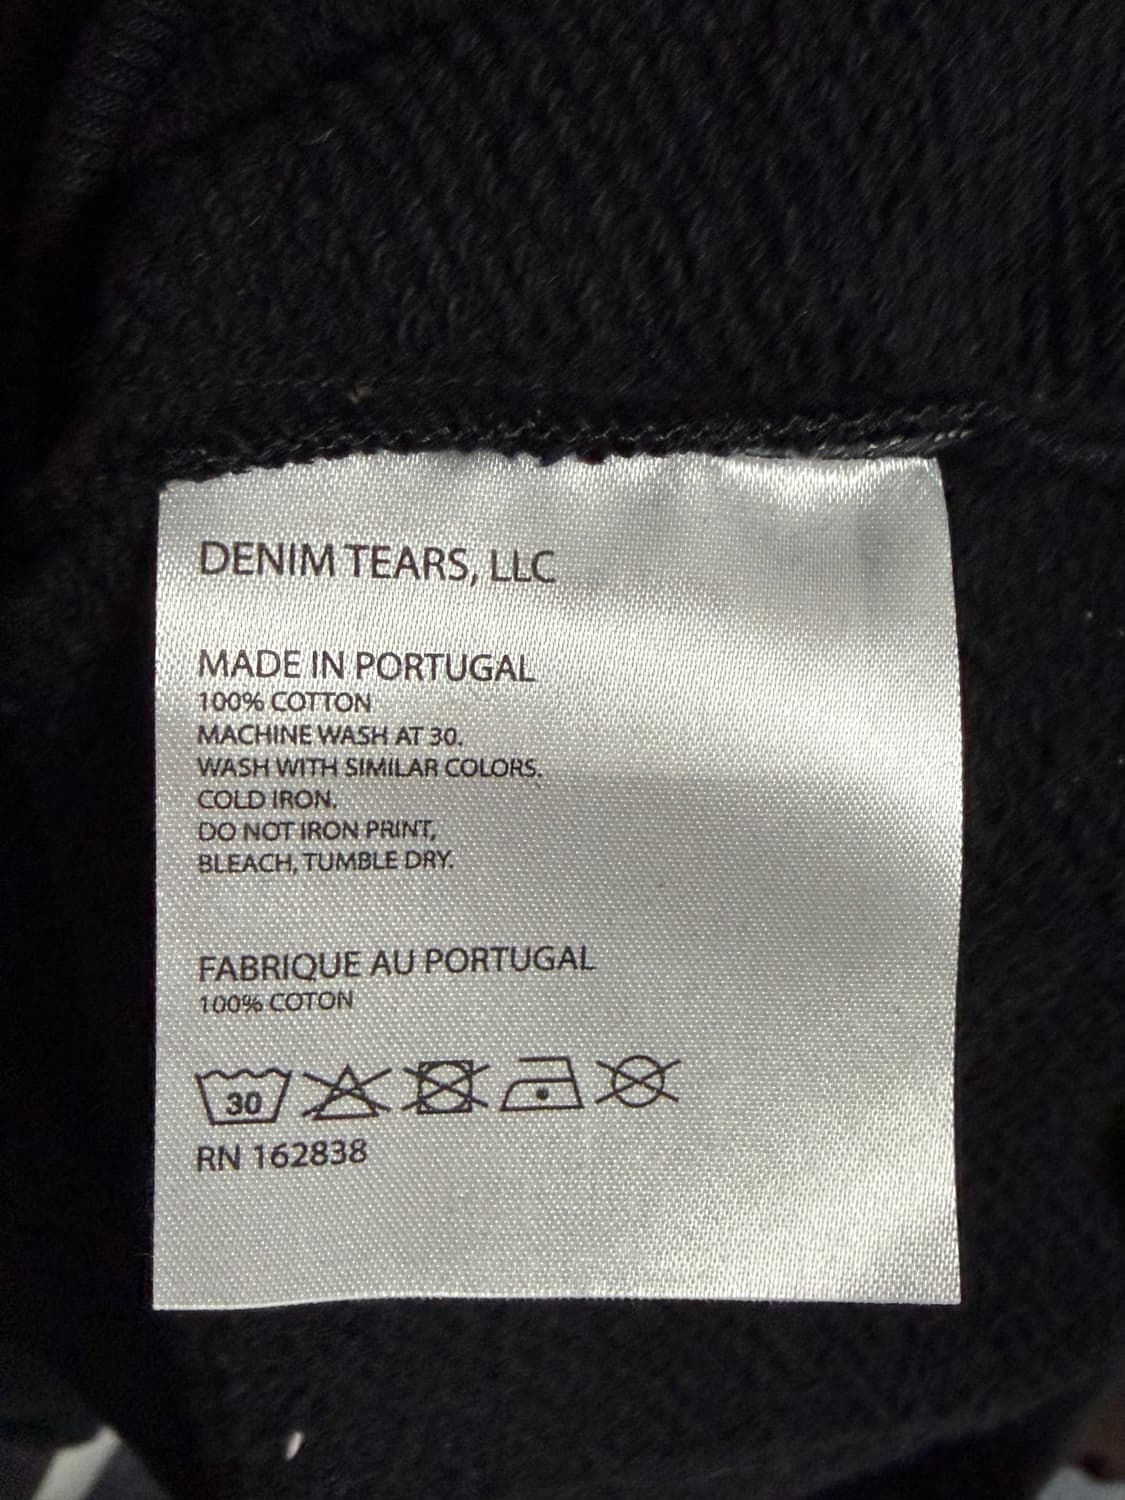 DENIM TEARS, LLC
MADE IN PORTUGAL
100% COTTON
MACHINE WASH AT 30.
WASH WITH SIMILAR COLORS.
COLD IRON.
DO NOT IRON PRINT,
BLEACH, TUMBLE DRY.
FABRIQUE AU PORTUGAL
100% COTON
30
RN 162838